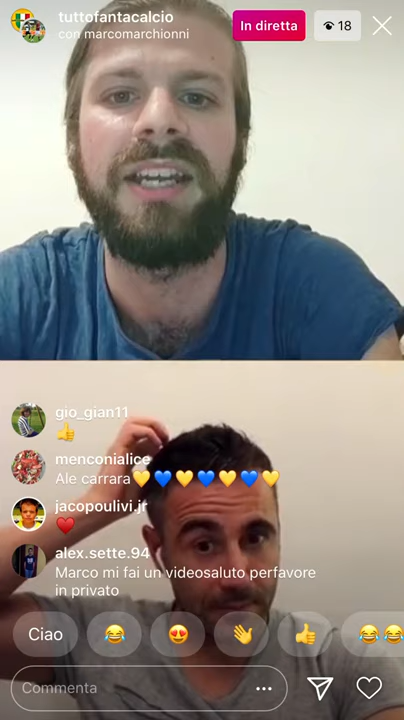 tuttofantacalcio
con marcomarchionni
In diretta
18
gio_gian11
👍
menconialice
Ale carrara💛💙💛💙💛💙💛
jacopoulivi.jr
❤️
alex.sette.94
Marco mi fai un videosaluto perfavore
in privato
Ciao 😂 😍 👋 👍 😂😂
Commenta